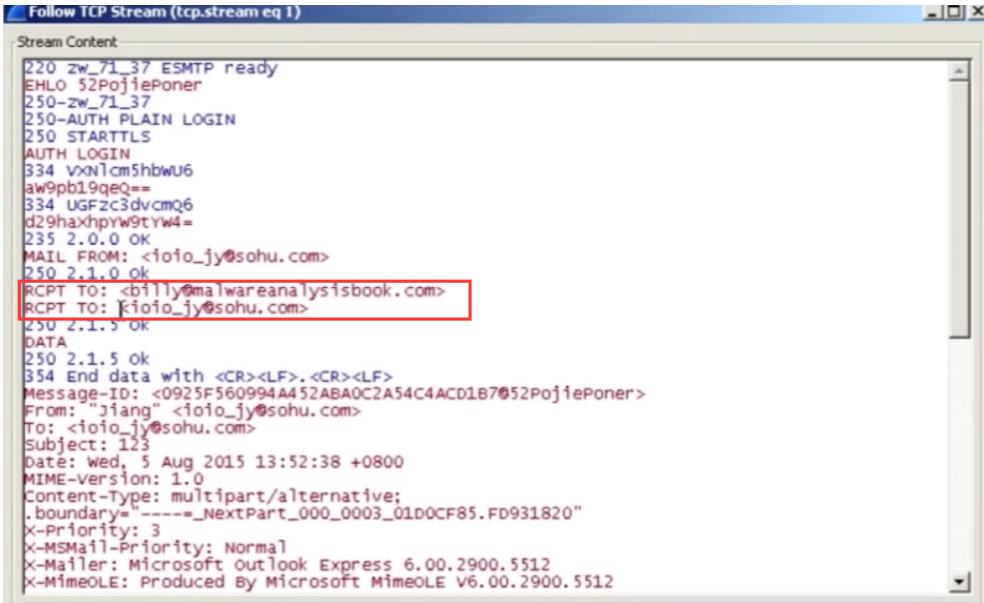 Follow TCP Stream (tcp.stream eq 1)
Stream Content
220 zw_71_37 ESMTP ready
EHLO 52PojiePoner
250-zw_71_37
250-AUTH PLAIN LOGIN
250 STARTTLS
AUTH LOGIN
334 VXNlcm5hbWU6
aW9pb19qeQ==
334 UGFzc3dvcmQ6
d29haXhpYW9tYW4=
235 2.0.0 OK
MAIL FROM: <ioio_jy@sohu.com>
250 2.1.0 Ok
RCPT TO: <billy@malwareanalysisbook.com>
RCPT TO: <ioio_jy@sohu.com>
250 2.1.5 Ok
DATA
250 2.1.5 Ok
354 End data with <CR><LF>.<CR><LF>
Message-ID: <0925F560994A452ABA0C2A54C4ACD1B7@52PojiePoner>
From: "Jiang" <ioio_jy@sohu.com>
To: <ioio_jy@sohu.com>
Subject: 123
Date: Wed, 5 Aug 2015 13:52:38 +0800
MIME-Version: 1.0
Content-Type: multipart/alternative;
.boundary="----=_NextPart_000_0003_01D0CF85.FD931820"
X-Priority: 3
X-MSMail-Priority: Normal
X-Mailer: Microsoft Outlook Express 6.00.2900.5512
X-MimeOLE: Produced By Microsoft MimeOLE V6.00.2900.5512